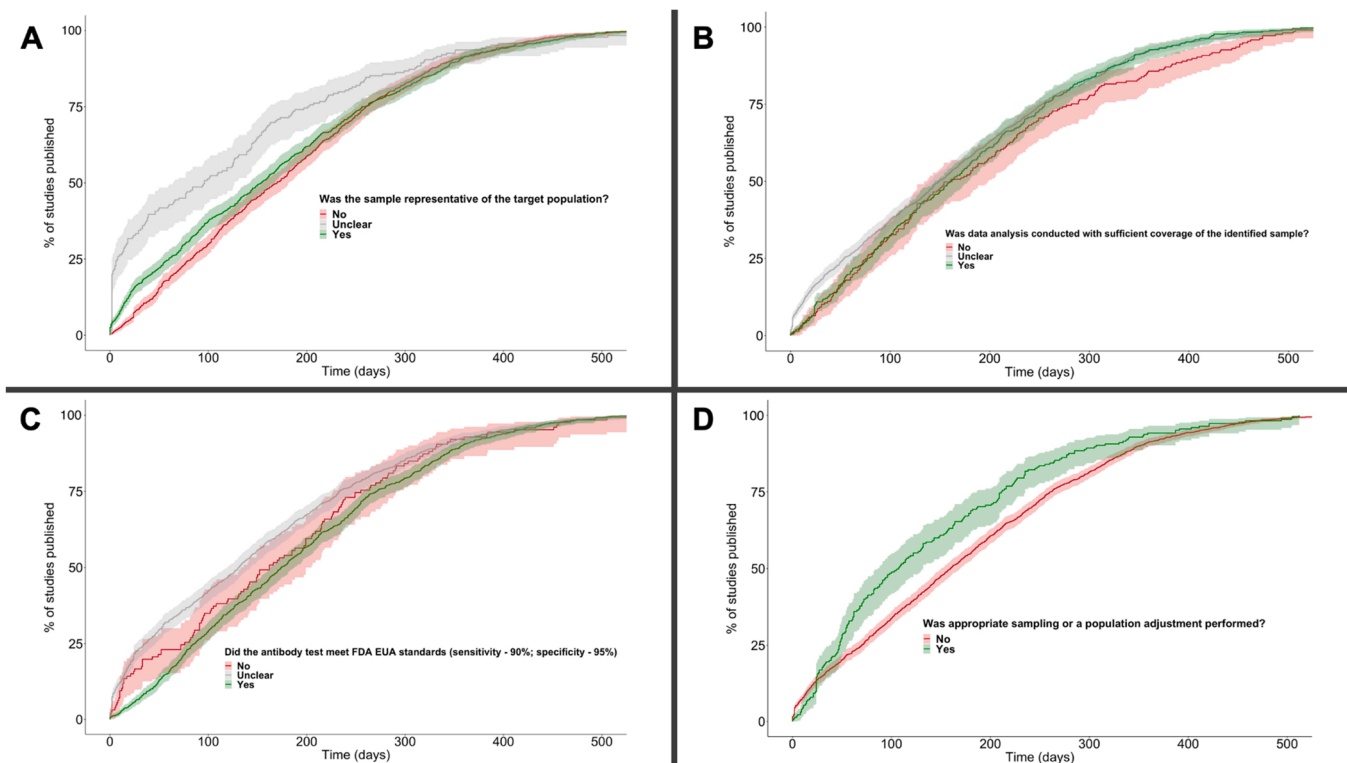 A
% of studies published
100
75
50
25
0
Was the sample representative of the target population?
No
Unclear
Yes
0 100 200 300 400 500
Time (days)
B
% of studies published
100
75
50
25
0
Was data analysis conducted with sufficient coverage of the identified sample?
No
Unclear
Yes
0 100 200 300 400 500
Time (days)
C
% of studies published
100
75
50
25
0
Did the antibody test meet FDA EUA standards (sensitivity - 90%; specificity - 95%)
No
Unclear
Yes
0 100 200 300 400 500
Time (days)
D
% of studies published
100
75
50
25
0
Was appropriate sampling or a population adjustment performed?
No
Yes
0 100 200 300 400 500
Time (days)